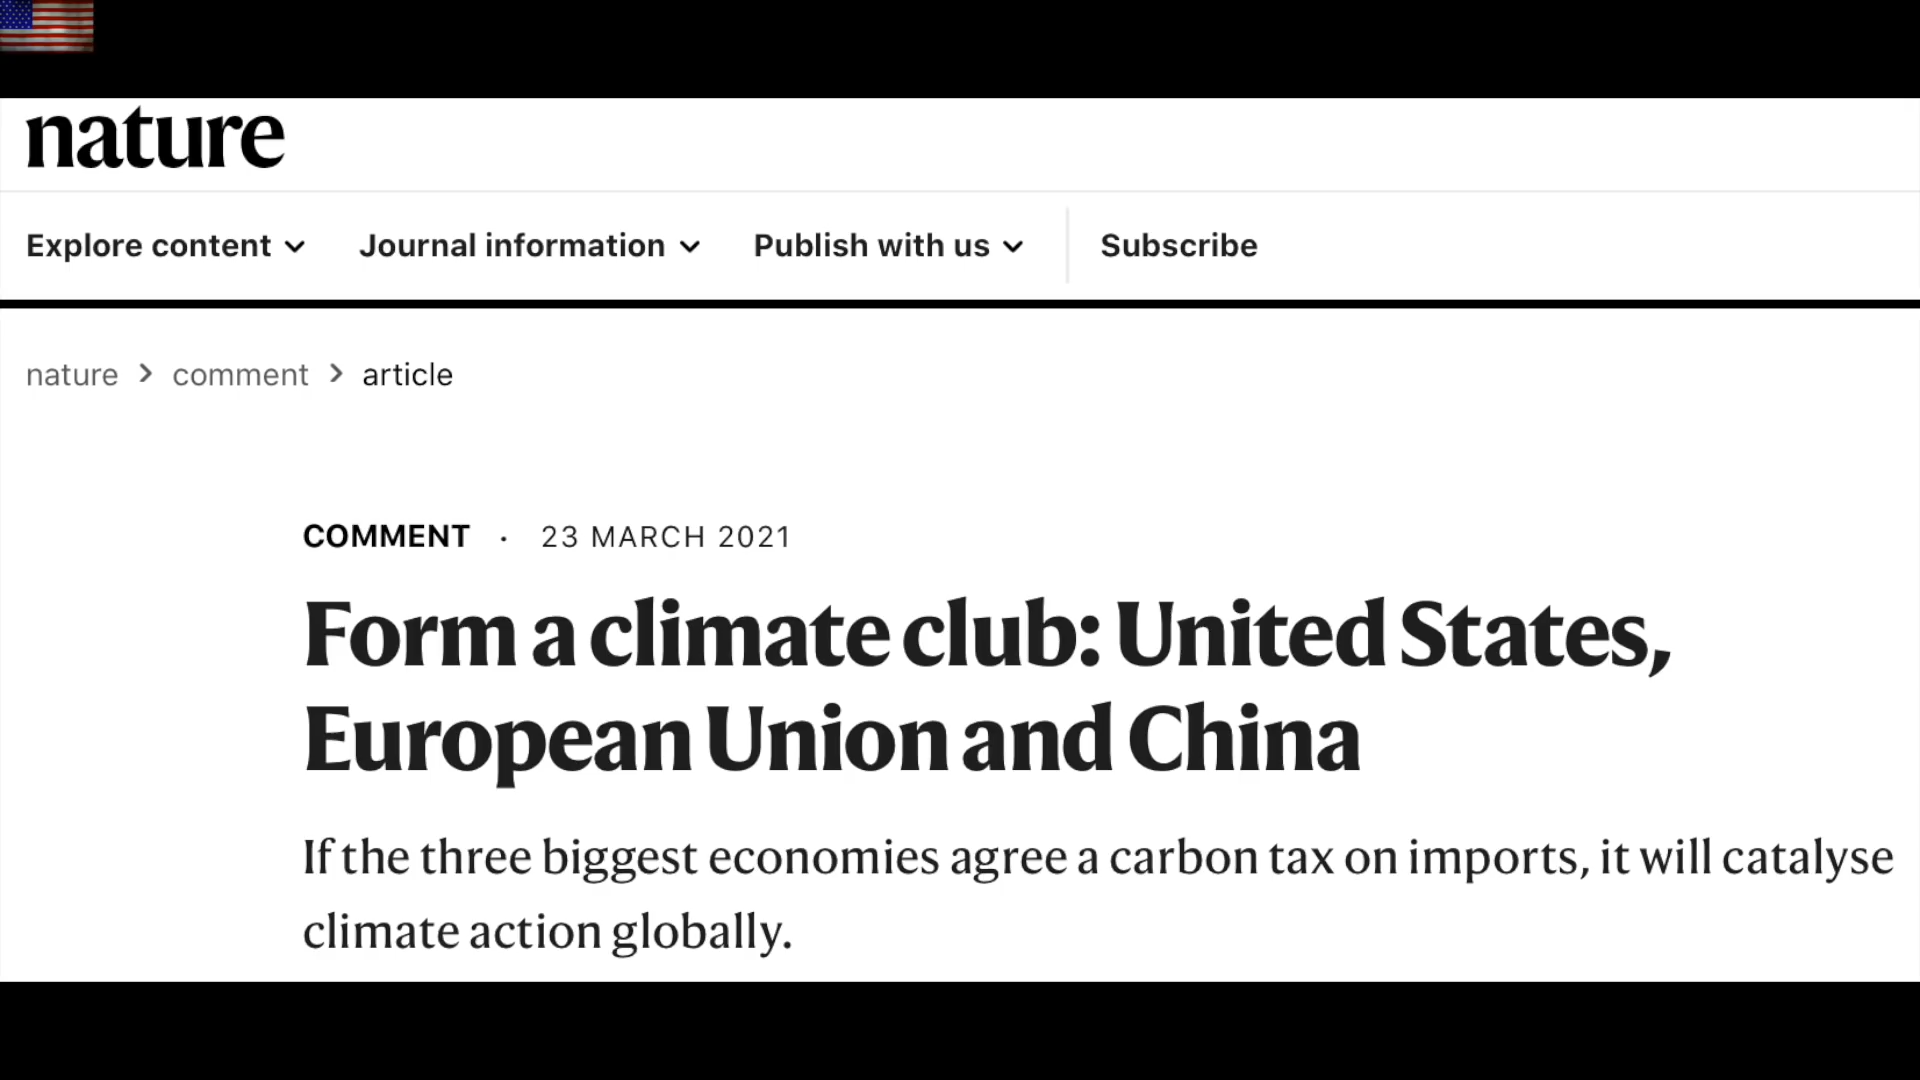 nature
Explore content Journal information Publish with us Subscribe
nature > comment > article
COMMENT · 23 MARCH 2021
Form a climate club: United States,
European Union and China
If the three biggest economies agree a carbon tax on imports, it will catalyse
climate action globally.